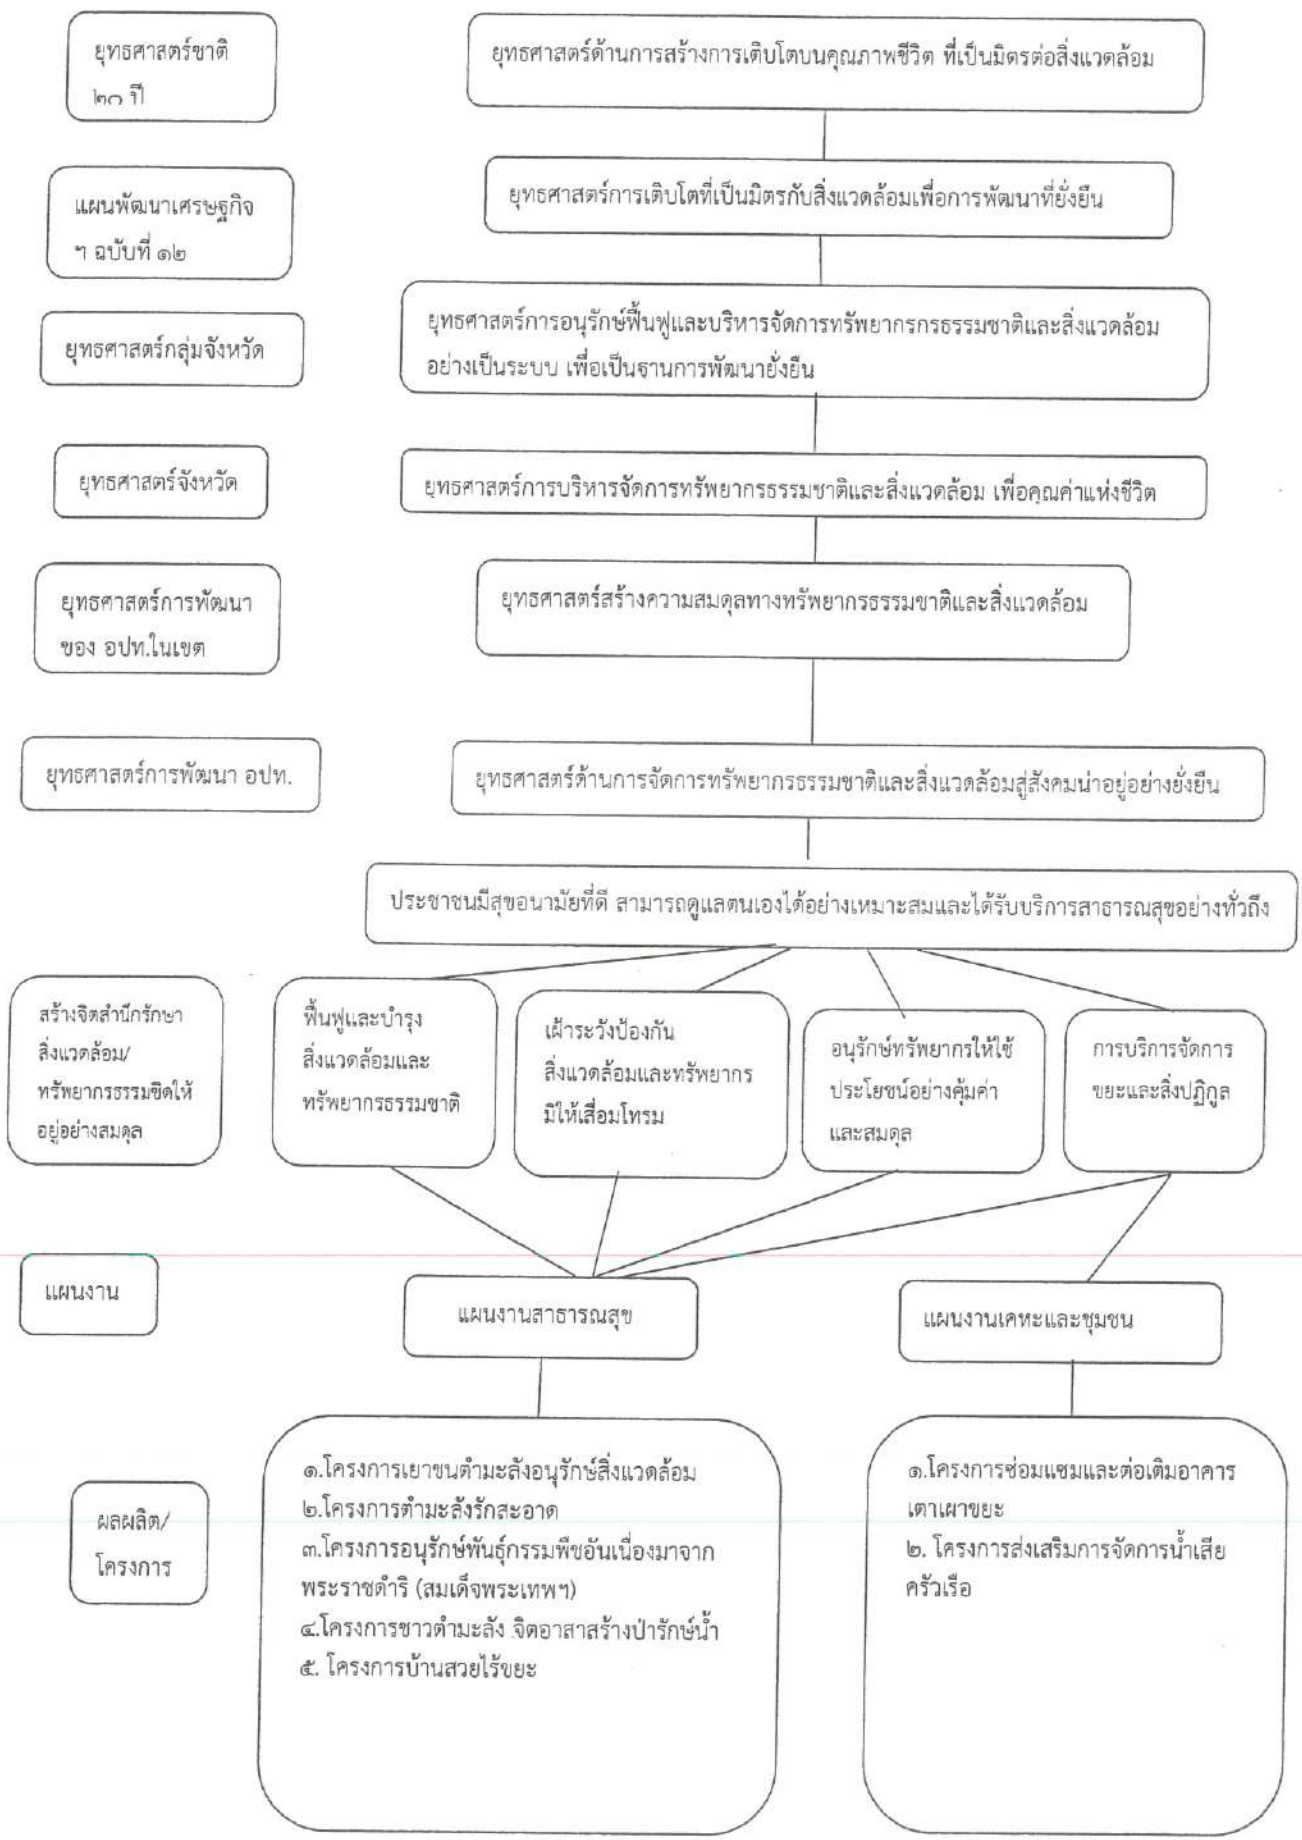 ยุทธศาสตร์ชาติ
๒๐ ปี
ยุทธศาสตร์ด้านการสร้างการเติบโตบนคุณภาพชีวิต ที่เป็นมิตรต่อสิ่งแวดล้อม
แผนพัฒนาเศรษฐกิจ
ฯ ฉบับที่ ๑๒
ยุทธศาสตร์การเติบโตที่เป็นมิตรกับสิ่งแวดล้อมเพื่อการพัฒนาที่ยั่งยืน
ยุทธศาสตร์กลุ่มจังหวัด
ยุทธศาสตร์การอนุรักษ์ฟื้นฟูและบริหารจัดการทรัพยากรกรธรรมชาติและสิ่งแวดล้อม
อย่างเป็นระบบ เพื่อเป็นฐานการพัฒนายั่งยืน
ยุทธศาสตร์จังหวัด
ยุทธศาสตร์การบริหารจัดการทรัพยากรธรรมชาติและสิ่งแวดล้อม เพื่อคุณค่าแห่งชีวิต
ยุทธศาสตร์การพัฒนา
ของ อปท.ในเขต
ยุทธศาสตร์สร้างความสมดุลทางทรัพยากรธรรมชาติและสิ่งแวดล้อม
ยุทธศาสตร์การพัฒนา อปท.
ยุทธศาสตร์ด้านการจัดการทรัพยากรธรรมชาติและสิ่งแวดล้อมสู่สังคมน่าอยู่อย่างยั่งยืน
ประชาชนมีสุขอนามัยที่ดี สามารถดูแลตนเองได้อย่างเหมาะสมและได้รับบริการสาธารณสุขอย่างทั่วถึง
สร้างจิตสำนึกรักษา
สิ่งแวดล้อม/
ทรัพยากรธรรมชิดให้
อยู่อย่างสมดุล
ฟื้นฟูและบำรุง
สิ่งแวดล้อมและ
ทรัพยากรธรรมชาติ
เฝ้าระวังป้องกัน
สิ่งแวดล้อมและทรัพยากร
มิให้เสื่อมโทรม
อนุรักษ์ทรัพยากรให้ใช้
ประโยชน์อย่างคุ้มค่า
และสมดุล
การบริการจัดการ
ขยะและสิ่งปฏิกูล
แผนงาน
แผนงานสาธารณสุข
แผนงานเคหะและชุมชน
ผลผลิต/
โครงการ
๑.โครงการเยาชนตำมะลังอนุรักษ์สิ่งแวดล้อม
๒.โครงการตำมะลังรักสะอาด
๓.โครงการอนุรักษ์พันธุ์กรรมพืชอันเนื่องมาจาก
พระราชดำริ (สมเด็จพระเทพฯ)
๔.โครงการชาวตำมะลัง จิตอาสาสร้างป่ารักษ์น้ำ
๕. โครงการบ้านสวยไร้ขยะ
๑.โครงการซ่อมแซมและต่อเติมอาคาร
เตาเผาขยะ
๒. โครงการส่งเสริมการจัดการน้ำเสีย
ครัวเรือ